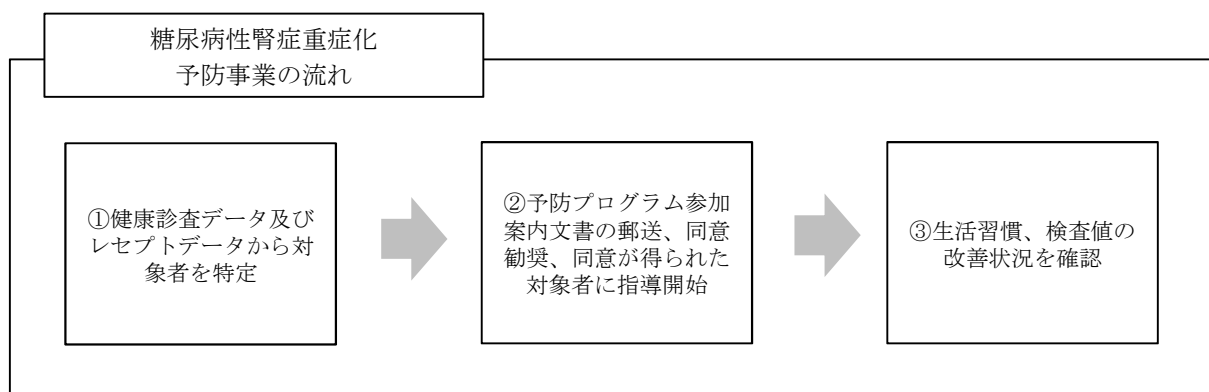 糖尿病性腎症重症化
予防事業の流れ
①健康診査データ及び
レセプトデータから対
象者を特定
②予防プログラム参加
案内文書の郵送、同意
勧奨、同意が得られた
対象者に指導開始
③生活習慣、検査値の
改善状況を確認